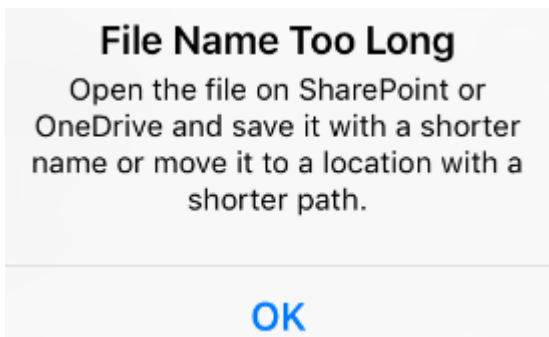 File Name Too Long
Open the file on SharePoint or
OneDrive and save it with a shorter
name or move it to a location with a
shorter path.
OK